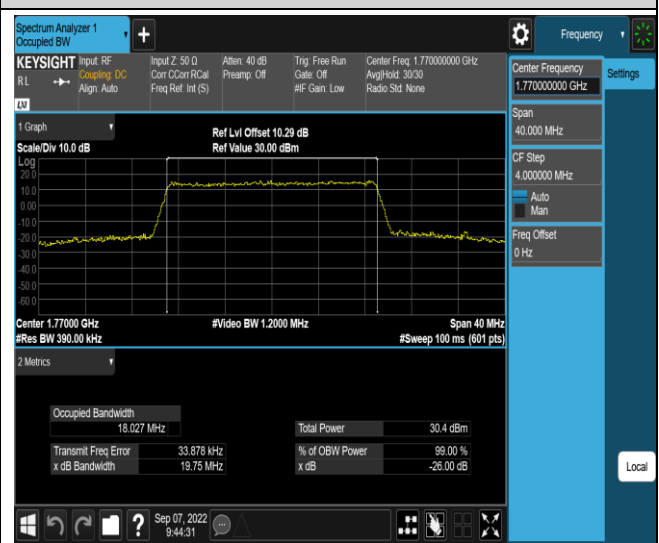 Spectrum Analyzer 1
Occupied BW
Frequency
KEYSIGHT
RL
LXI
Input: RF
Coupling: DC
Align: Auto
Input Z: 50 Ω
Corr CCorr RCal
Freq Ref: Int (S)
Atten: 40 dB
Preamp: Off
Trig: Free Run
Gate: Off
#IF Gain: Low
Center Freq: 1.770000000 GHz
Avg|Hold: 30/30
Radio Std: None
Center Frequency
1.770000000 GHz
Settings
Span
40.000 MHz
CF Step
4.000000 MHz
Auto
Man
Freq Offset
0 Hz
Local
1 Graph
Scale/Div 10.0 dB
Ref Lvl Offset 10.29 dB
Ref Value 30.00 dBm
Log
20.0
10.0
0.00
-10.0
-20.0
-30.0
-40.0
-50.0
-60.0
Center 1.77000 GHz
#Res BW 390.00 kHz
#Video BW 1.2000 MHz
Span 40 MHz
#Sweep 100 ms (601 pts)
2 Metrics
Occupied Bandwidth
18.027 MHz
Total Power 30.4 dBm
Transmit Freq Error 33.878 kHz
% of OBW Power 99.00 %
x dB Bandwidth 19.75 MHz
x dB -26.00 dB
Sep 07, 2022
9:44:31